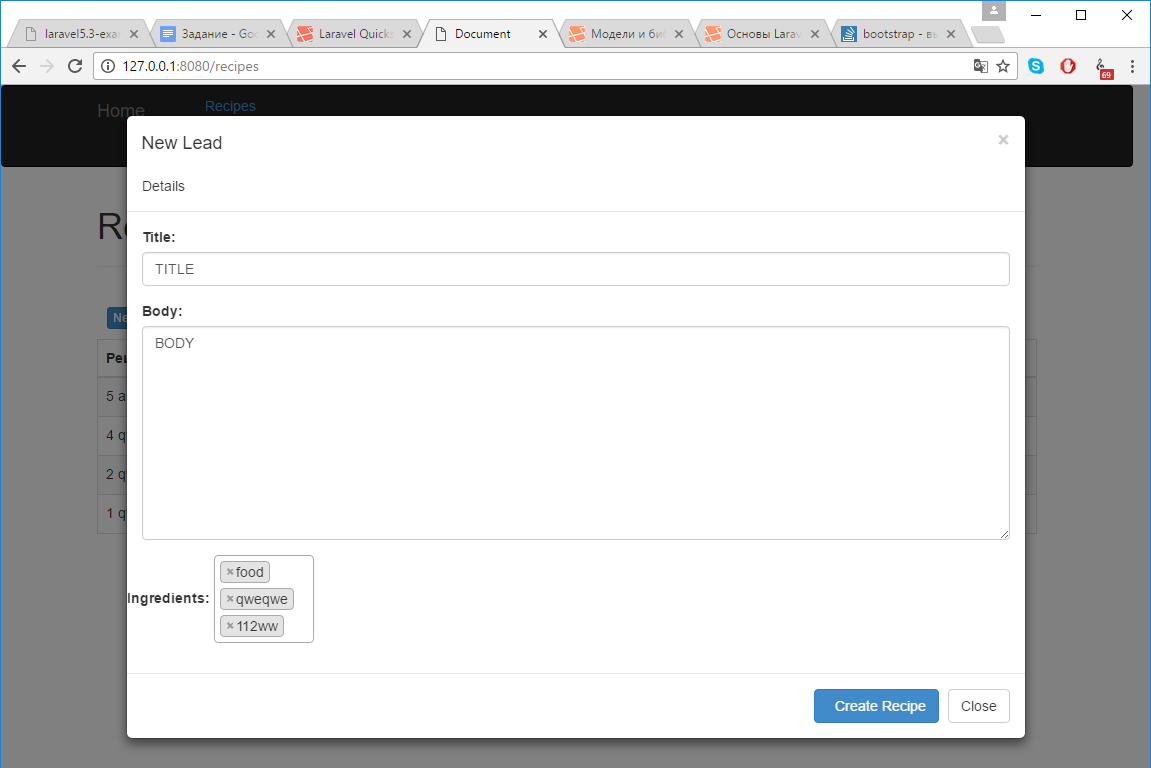 laravel5.3-exa
Задание - Goo
Laravel Quicks
Document
Модели и биб
Основы Larav
bootstrap - вы
127.0.0.1:8080/recipes
69
Home
Recipes
New Lead
×
Details
Re
Title:
TITLE
Ne
Body:
BODY
Рец
5 a
4 q
2 q
1 q
Ingredients:
×food
×qweqwe
×112ww
Create Recipe
Close